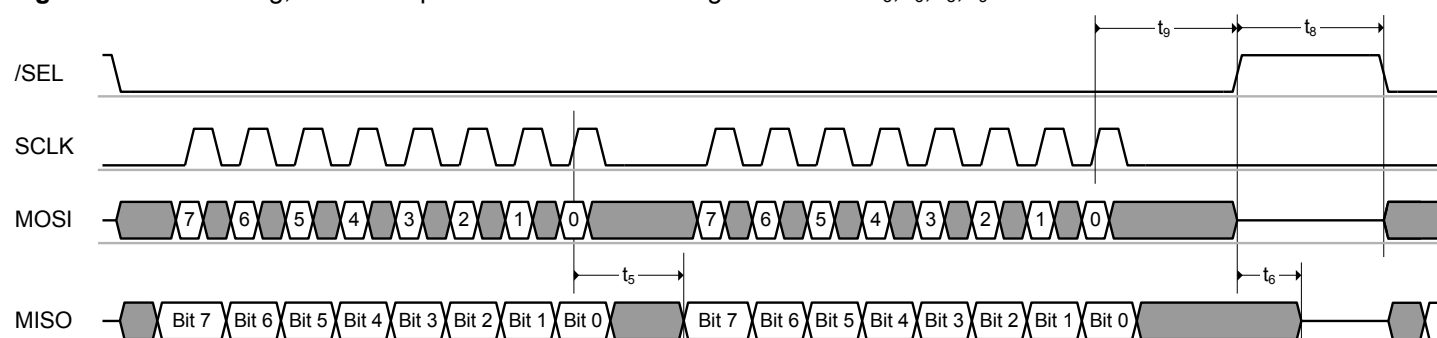 t₉ t₈
/SEL
SCLK
MOSI 7 6 5 4 3 2 1 0 7 6 5 4 3 2 1 0
t₅ t₆
MISO Bit 7 Bit 6 Bit 5 Bit 4 Bit 3 Bit 2 Bit 1 Bit 0 Bit 7 Bit 6 Bit 5 Bit 4 Bit 3 Bit 2 Bit 1 Bit 0